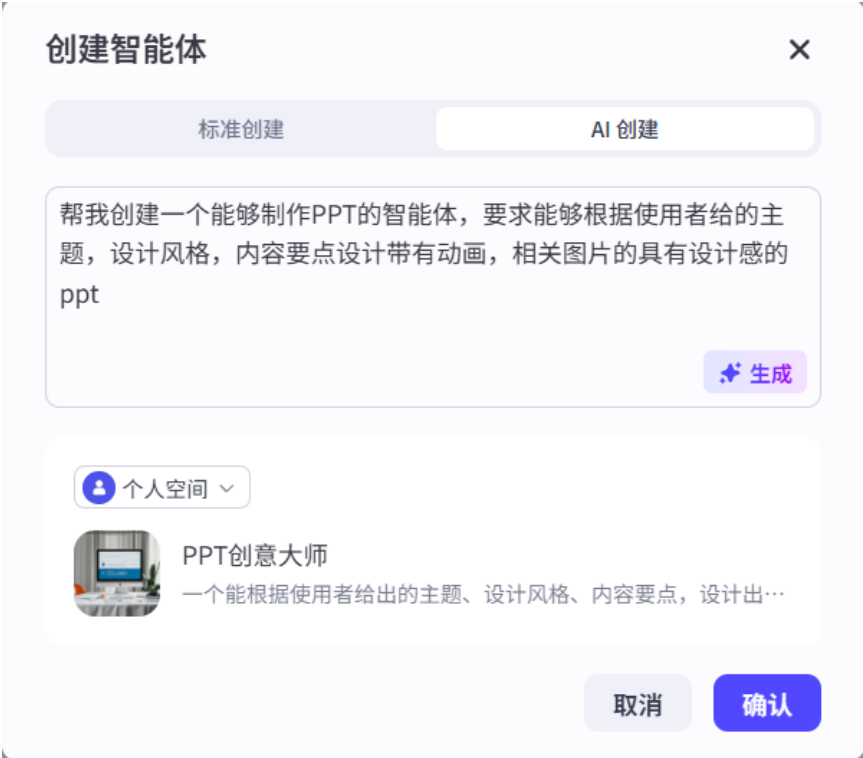 创建智能体
标准创建
AI 创建
帮我创建一个能够制作PPT的智能体，要求能够根据使用者给的主
题，设计风格，内容要点设计带有动画，相关图片的具有设计感的
ppt
生成
个人空间
PPT创意大师
一个能根据使用者给出的主题、设计风格、内容要点，设计出···
取消
确认